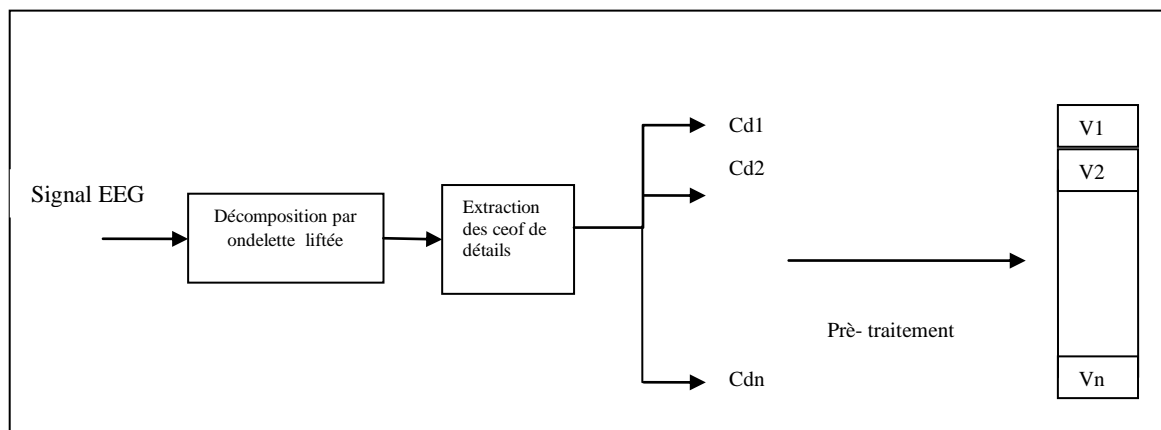 Signal EEG
Décomposition par
ondelette liftée
Extraction
des ceof de
détails
Cd1
Cd2
Cdn
Prè- traitement
V1
V2
Vn